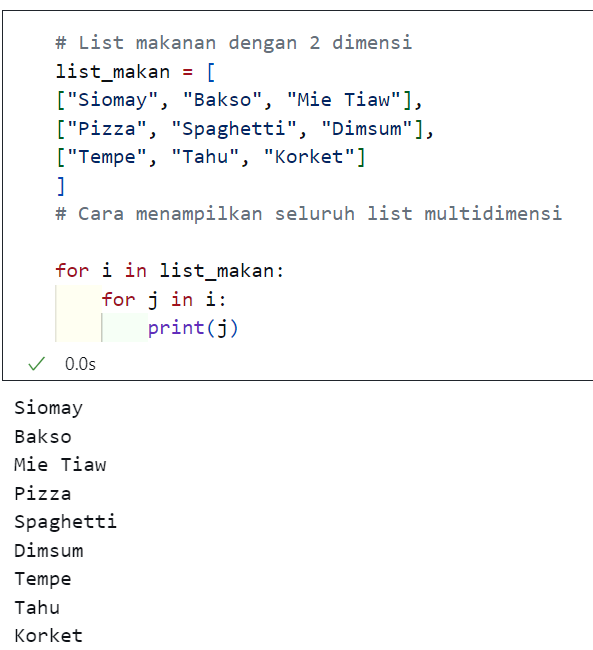 # List makanan dengan 2 dimensi
list_makan = [
["Siomay", "Bakso", "Mie Tiaw"],
["Pizza", "Spaghetti", "Dimsum"],
["Tempe", "Tahu", "Korket"]
]
# Cara menampilkan seluruh list multidimensi
for i in list_makan:
    for j in i:
        print(j)
0.0s
Siomay
Bakso
Mie Tiaw
Pizza
Spaghetti
Dimsum
Tempe
Tahu
Korket